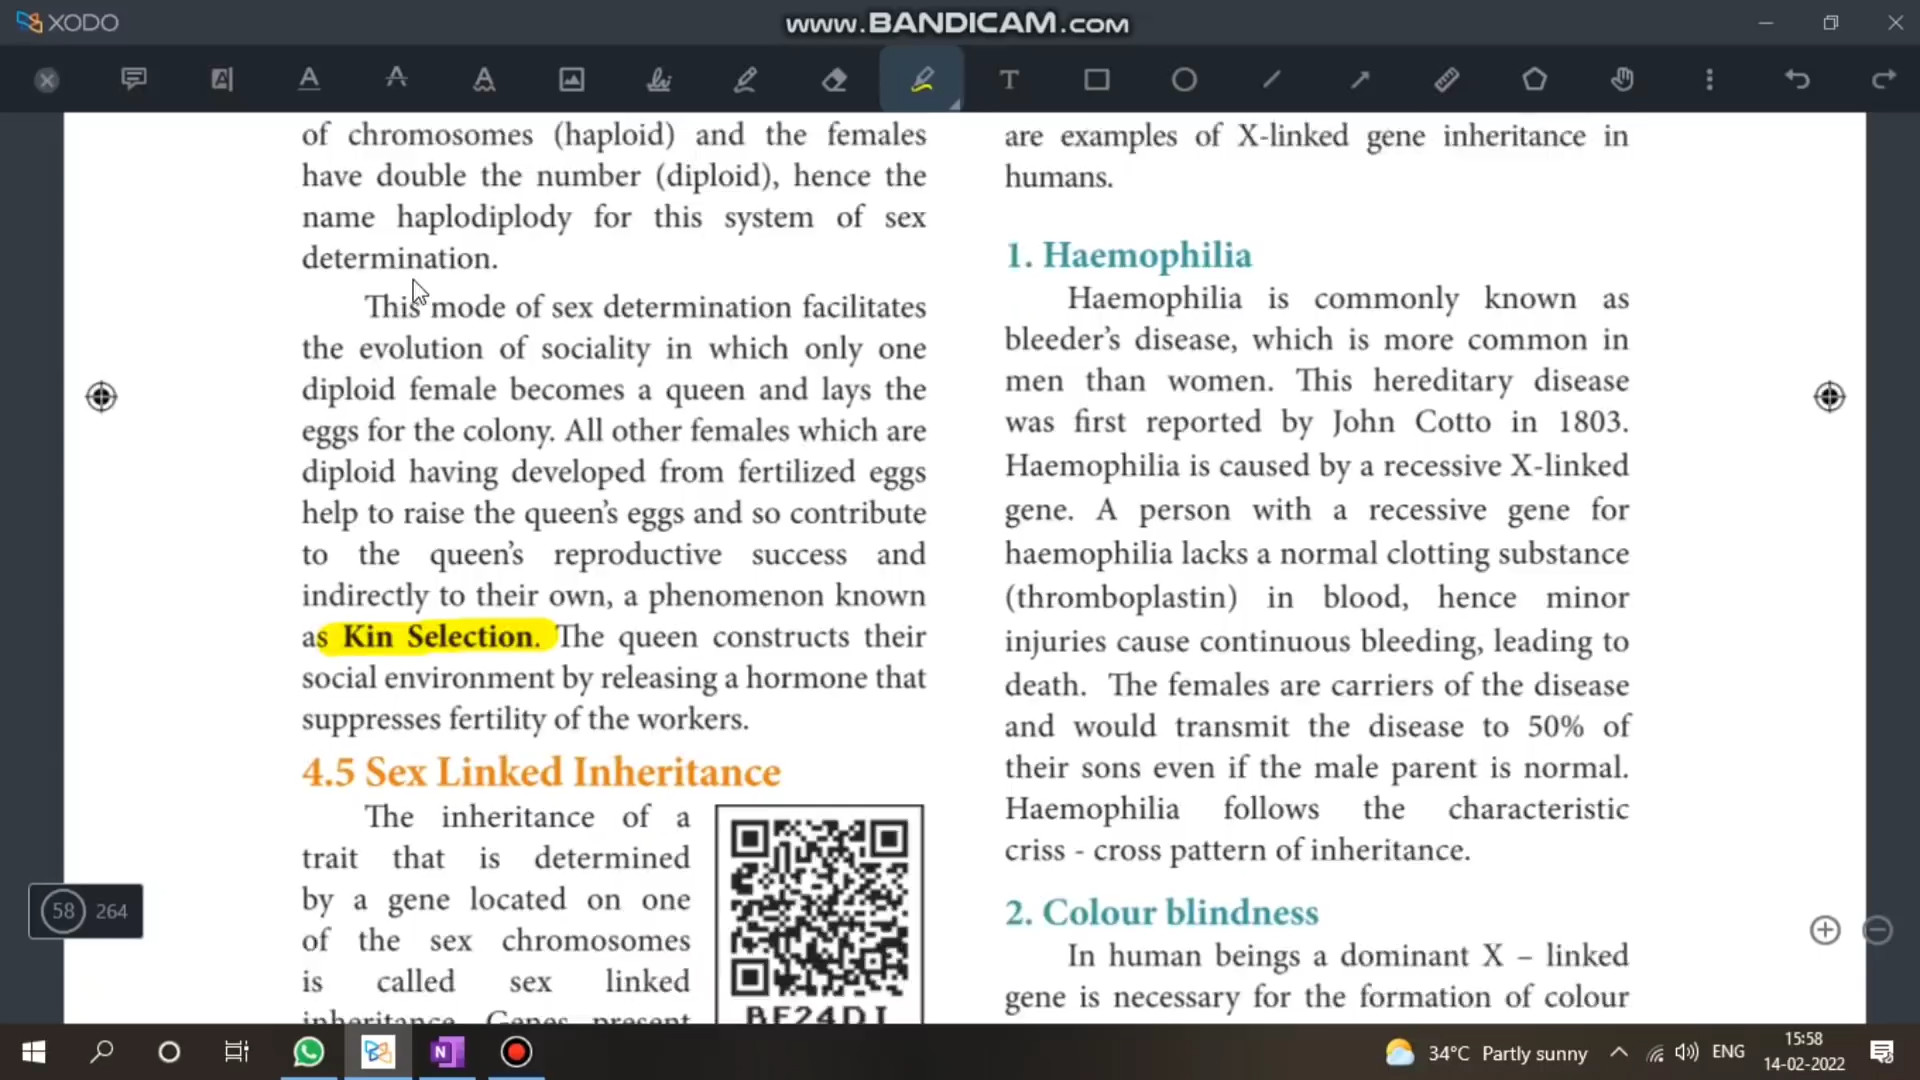 XODO
www.BANDICAM.com
of chromosomes (haploid) and the females
have double the number (diploid), hence the
name haplodiplody for this system of sex
determination.
This mode of sex determination facilitates
the evolution of sociality in which only one
diploid female becomes a queen and lays the
eggs for the colony. All other females which are
diploid having developed from fertilized eggs
help to raise the queen's eggs and so contribute
to the queen's reproductive success and
indirectly to their own, a phenomenon known
as Kin Selection. The queen constructs their
social environment by releasing a hormone that
suppresses fertility of the workers.
4.5 Sex Linked Inheritance
The inheritance of a
trait that is determined
by a gene located on one
of the sex chromosomes
is called sex linked
inheritance. Genes present
BF24DI
are examples of X-linked gene inheritance in
humans.
1. Haemophilia
Haemophilia is commonly known as
bleeder's disease, which is more common in
men than women. This hereditary disease
was first reported by John Cotto in 1803.
Haemophilia is caused by a recessive X-linked
gene. A person with a recessive gene for
haemophilia lacks a normal clotting substance
(thromboplastin) in blood, hence minor
injuries cause continuous bleeding, leading to
death. The females are carriers of the disease
and would transmit the disease to 50% of
their sons even if the male parent is normal.
Haemophilia follows the characteristic
criss - cross pattern of inheritance.
2. Colour blindness
In human beings a dominant X – linked
gene is necessary for the formation of colour
58 264
34°C Partly sunny
ENG
15:58
14-02-2022